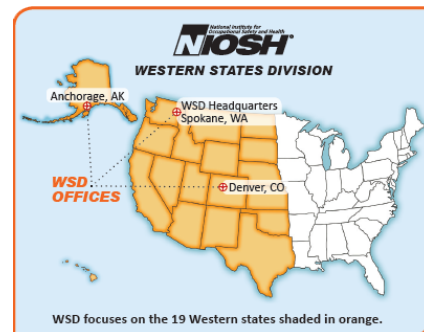 National Institute for
Occupational Safety and Health
NIOSH
WESTERN STATES DIVISION
Anchorage, AK
WSD Headquarters
Spokane, WA
WSD
OFFICES
Denver, CO
WSD focuses on the 19 Western states shaded in orange.